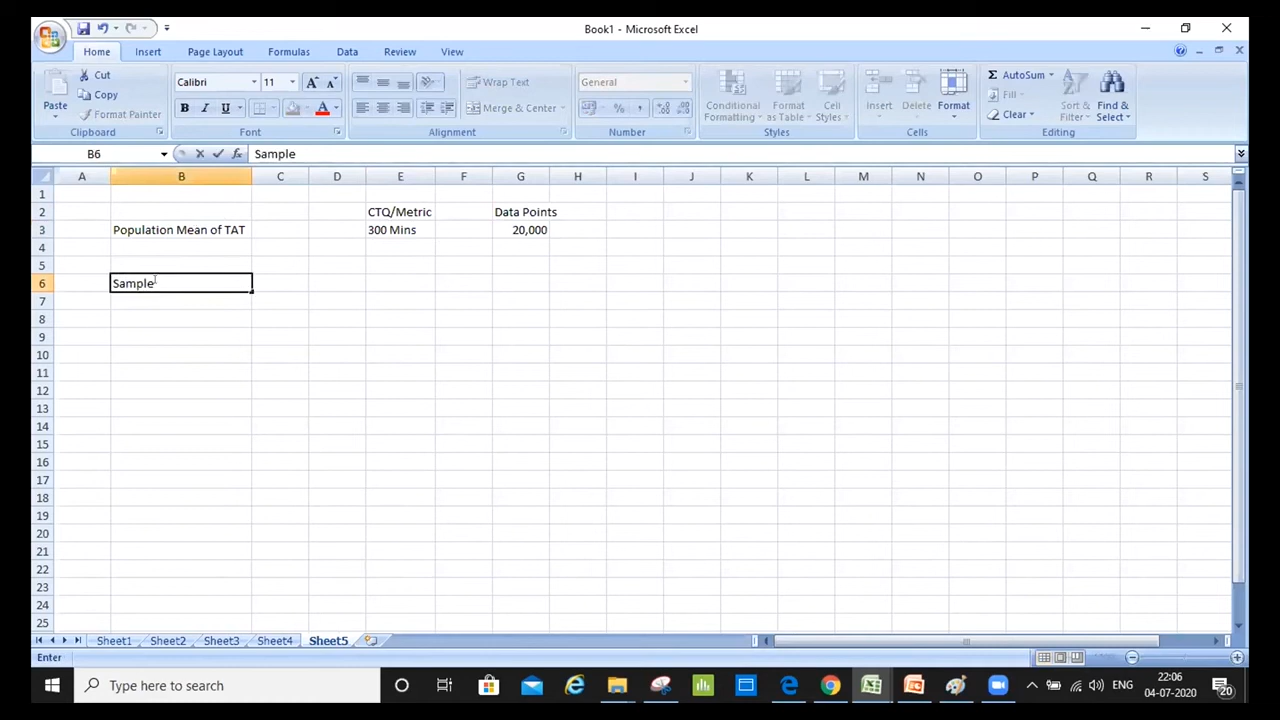 Book1 - Microsoft Excel
Home Insert Page Layout Formulas Data Review View
Paste
Cut
Copy
Format Painter
Clipboard
Calibri 11
Font
Wrap Text
Merge & Center
Alignment
General
Number
Conditional Formatting
Format as Table
Cell Styles
Styles
Insert
Delete
Format
Cells
AutoSum
Fill
Clear
Sort & Filter
Find & Select
Editing
B6 Sample
A B C D E F G H I J K L M N O P Q R S
1
2 CTQ/Metric Data Points
3 Population Mean of TAT 300 Mins 20,000
4
5
6 Sample
7
8
9
10
11
12
13
14
15
16
17
18
19
20
21
22
23
24
25
Sheet1 Sheet2 Sheet3 Sheet4 Sheet5
Enter
Type here to search
ENG
22:06
04-07-2020
20